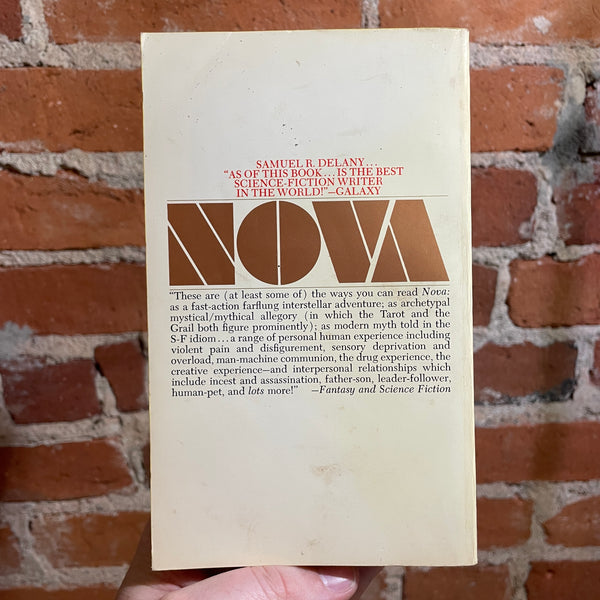 SAMUEL R. DELANY...
"AS OF THIS BOOK...IS THE BEST
SCIENCE-FICTION WRITER
IN THE WORLD!"—GALAXY
NOVA
"These are (at least some of) the ways you can read Nova:
as a fast-action farflung interstellar adventure; as archetypal
mystical/mythical allegory (in which the Tarot and the
Grail both figure prominently); as modern myth told in the
S-F idiom...a range of personal human experience including
violent pain and disfigurement, sensory deprivation and
overload, man-machine communion, the drug experience, the
creative experience—and interpersonal relationships which
include incest and assassination, father-son, leader-follower,
human-pet, and lots more!" —Fantasy and Science Fiction